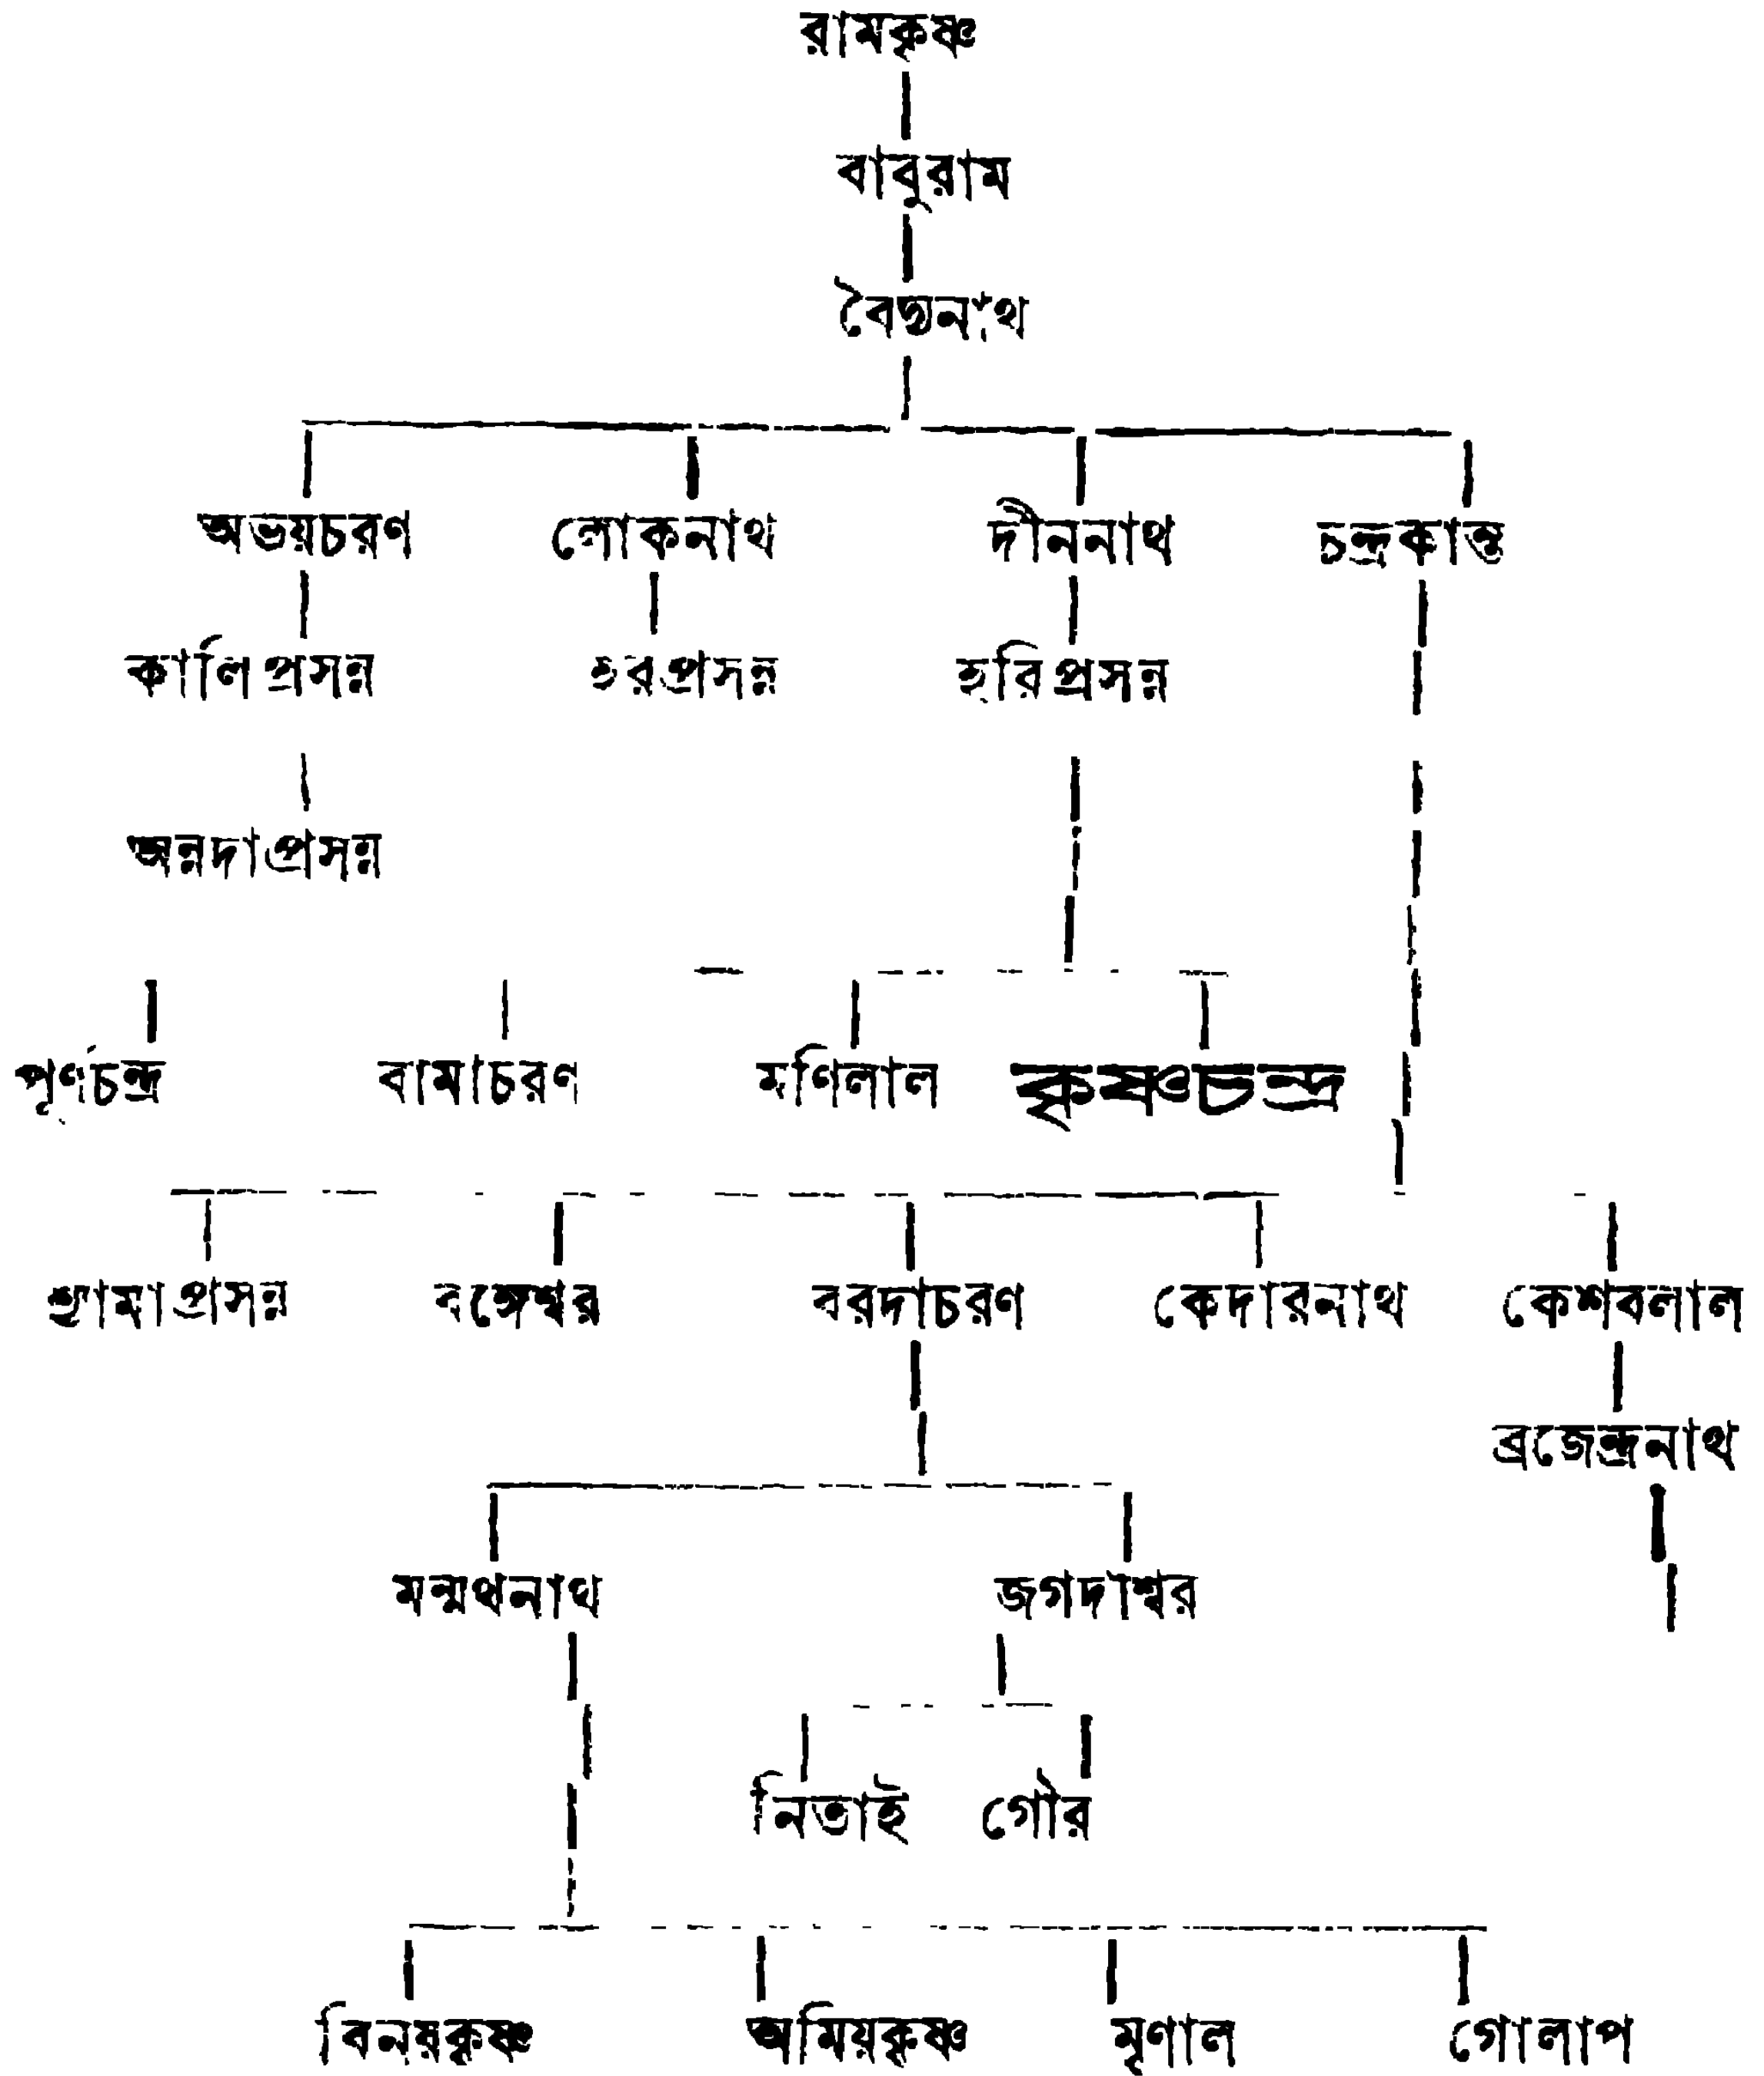 রামকৃষ্ণ
বাবুরাম
বৈদ্যনাথ
অভয়চরণ লোকনাথ দীননাথ চন্দ্রকান্ত
কালিপ্রসন্ন হরপ্রসন্ন হরিপ্রসন্ন
অন্নদাপ্রসন্ন
পূর্ণচন্দ্র বামাচরণ মণিলাল কৃষ্ণচন্দ্র
শ্যামাপ্রসন্ন বঙ্গেশ্বর বরদাচরণ কেদারনাথ কেশবলাল
ব্রজেন্দ্রনাথ
মন্মথনাথ জগদীশ্বর
নিতাই গৌর
বিনয়কৃষ্ণ অমিয়কৃষ্ণ মৃণাল গোলাপ